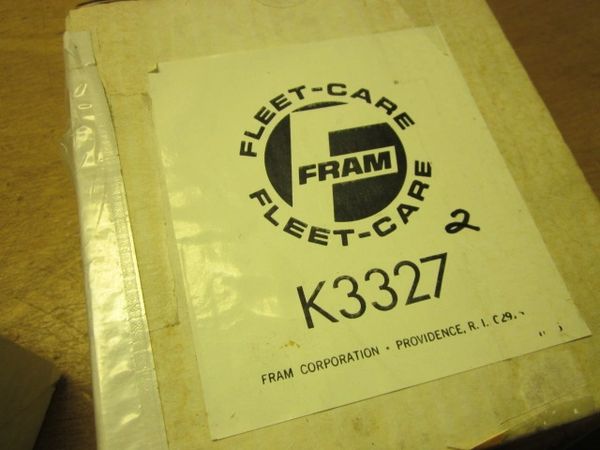 FLEET-CARE
FRAM
FLEET-CARE
2
K3327
FRAM CORPORATION • PROVIDENCE, R. I.